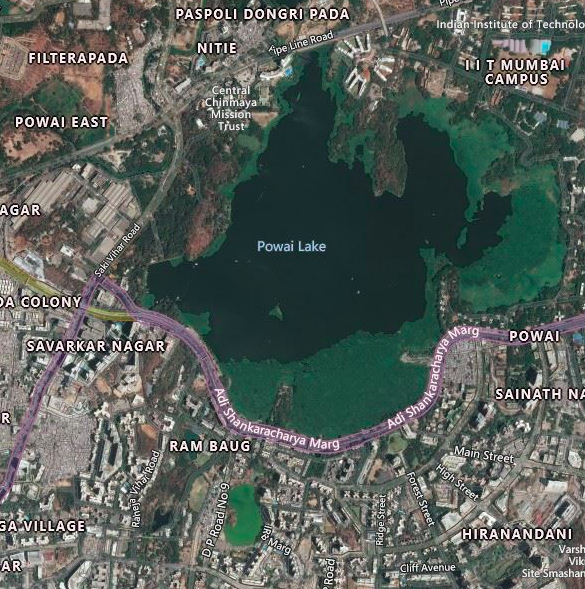 PASPOLI DONGRI PADA
Indian Institute of Technolo
NITIE
Pipe Line Road
FILTERAPADA
I I T MUMBAI
CAMPUS
Central
Chinmaya
Mission
Trust
POWAI EAST
AGAR
Saki Vihar Road
Powai Lake
DA COLONY
SAVARKAR NAGAR
Adi Shankaracharya Marg
POWAI
SAINATH NA
Adi Shankaracharya Marg
R
RAM BAUG
Main Street
High Street
Raheja Vihar Road
D P Road No 9
Forest Street
Ridge Street
GA VILLAGE
Marg
HIRANANDANI
Varsh
Vik
Site Smashan
AR
Cliff Avenue
Road